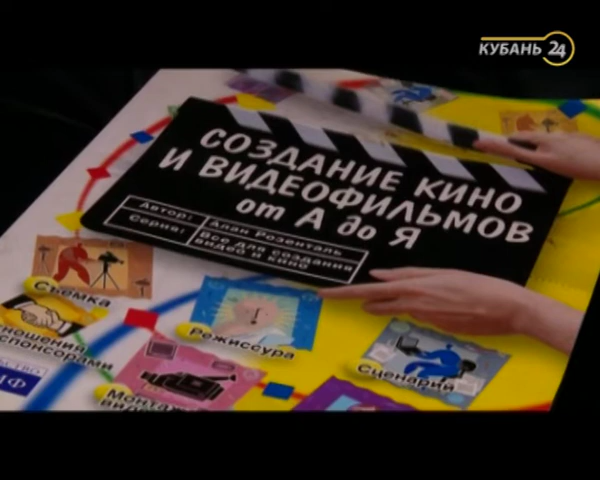 КУБАНЬ 24
СОЗДАНИЕ КИНО
И ВИДЕОФИЛЬМОВ
от А до Я
Автор: Алан Розенталь
Серия: Все для создания
видео и кино
Съемка
Режиссура
Сценарий
спонсорами
Монтаж